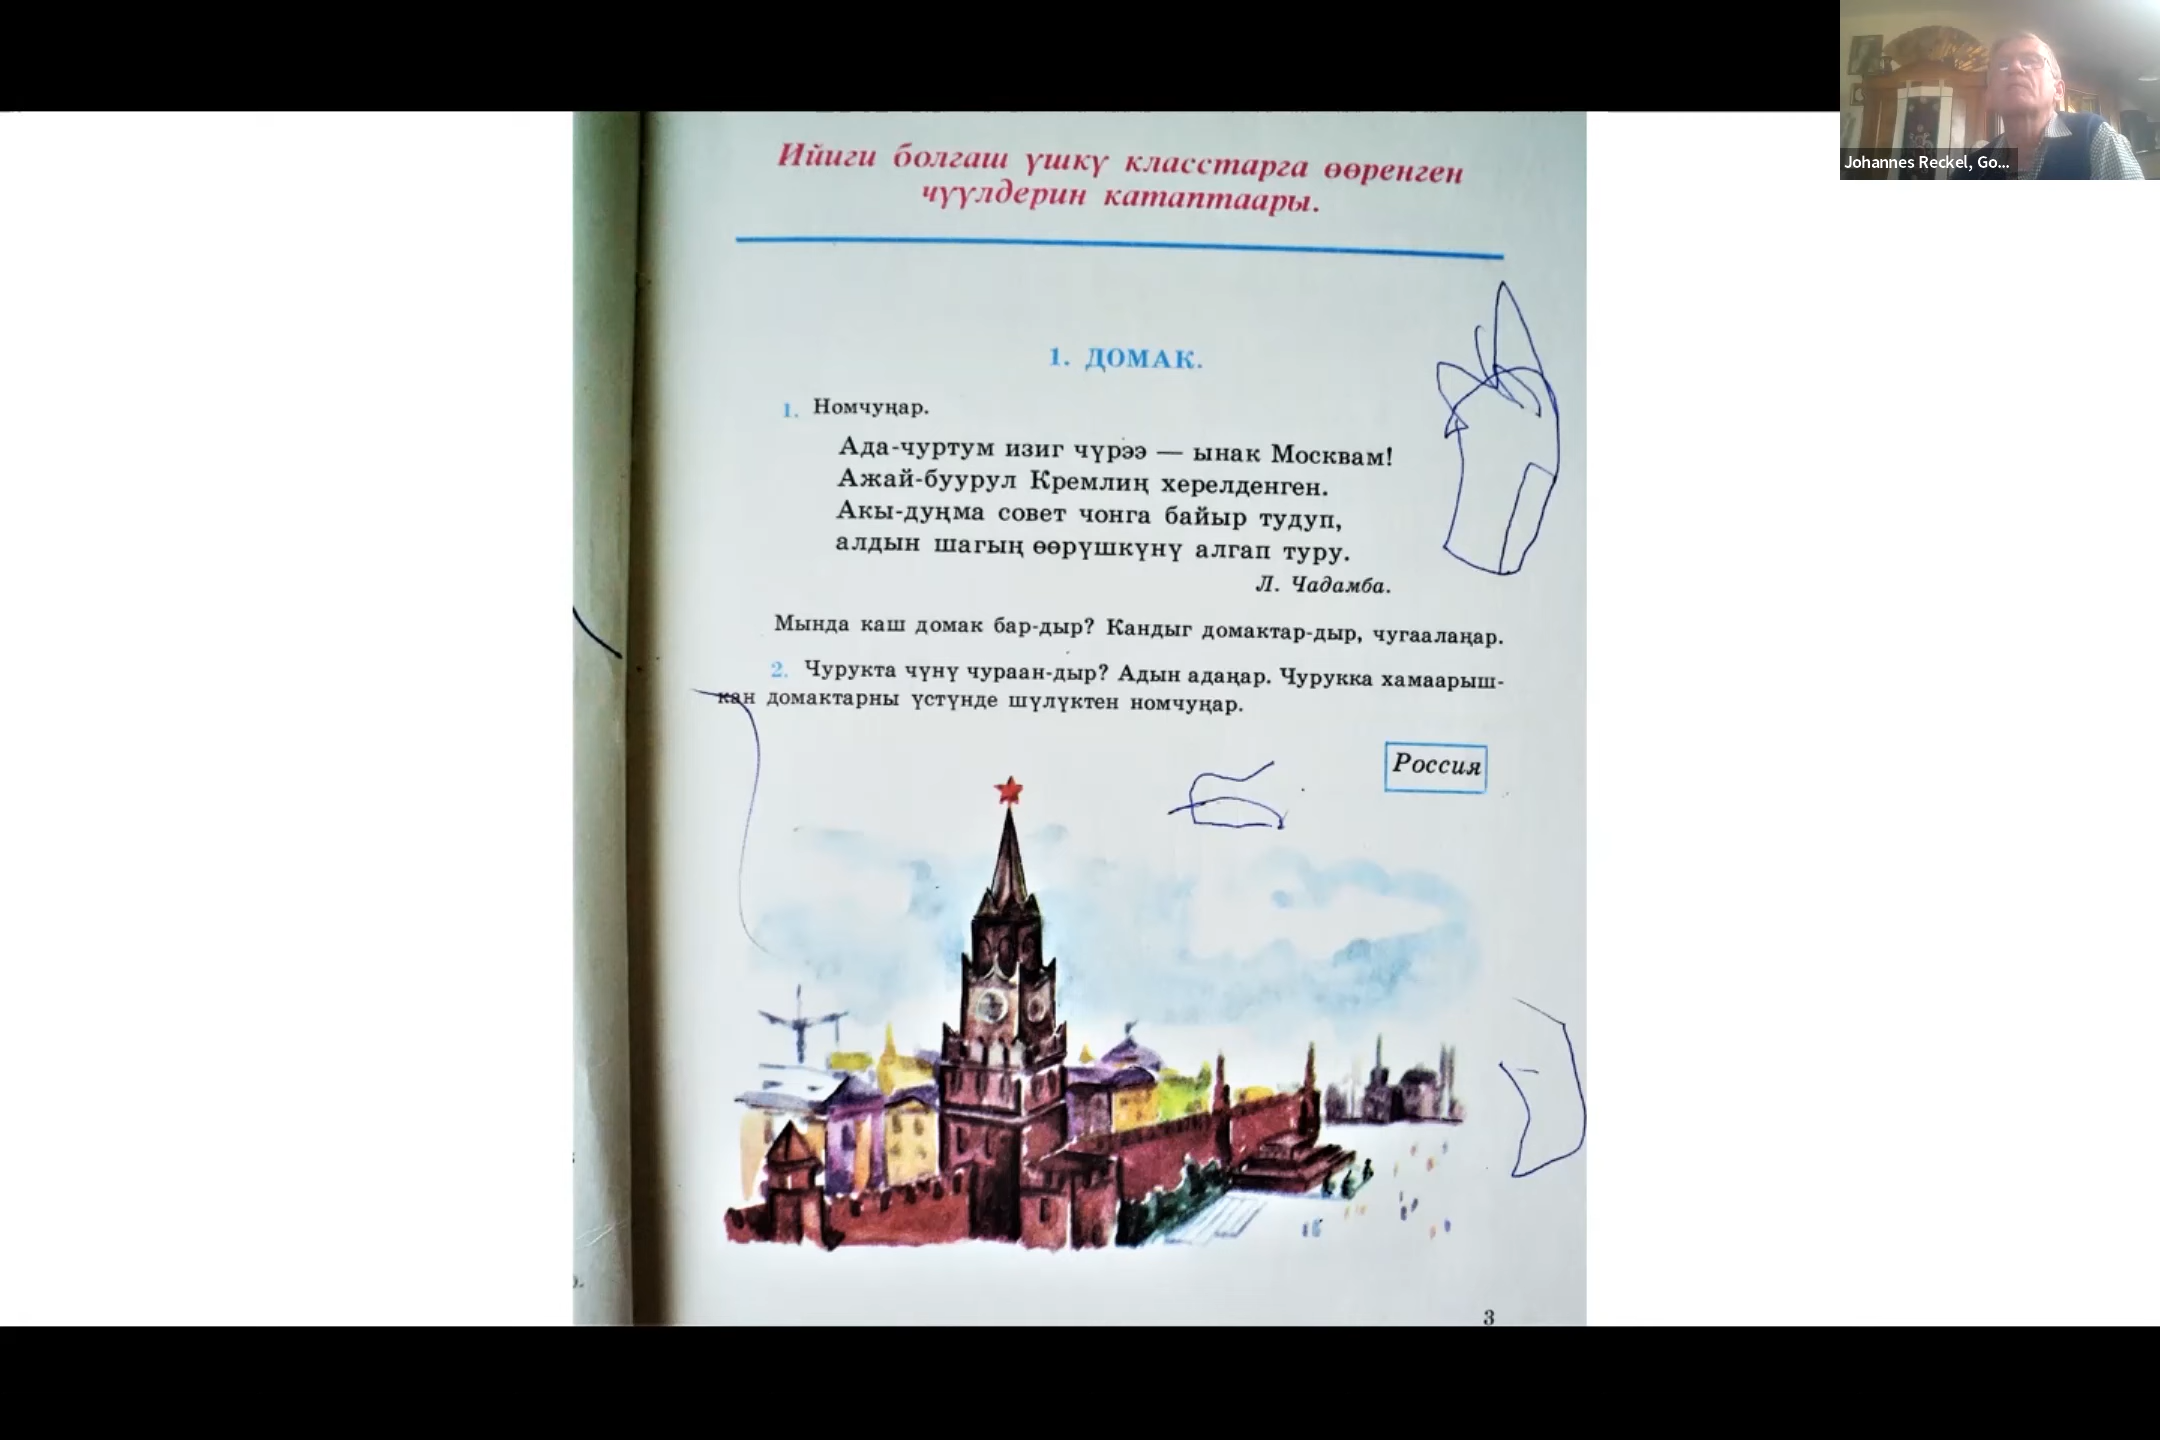 Johannes Reckel, Go...
Ийиги болгаш үшкү класстарга өөренген
чүүлдерин катаптаары.
1. ДОМАК.
1. Номчуңар.
Ада-чуртум изиг чүрээ — ынак Москвам!
Ажай-буурул Кремлиң херелденген.
Акы-дуңма совет чонга байыр тудуп,
алдын шагың өөрүшкүнү алгап туру.
Л. Чадамба.
Мында каш домак бар-дыр? Кандыг домактар-дыр, чугаалаңар.
2. Чурукта чүнү чураан-дыр? Адын адаңар. Чурукка хамаарыш-
кан домактарны үстүнде шүлүктен номчуңар.
Россия
3